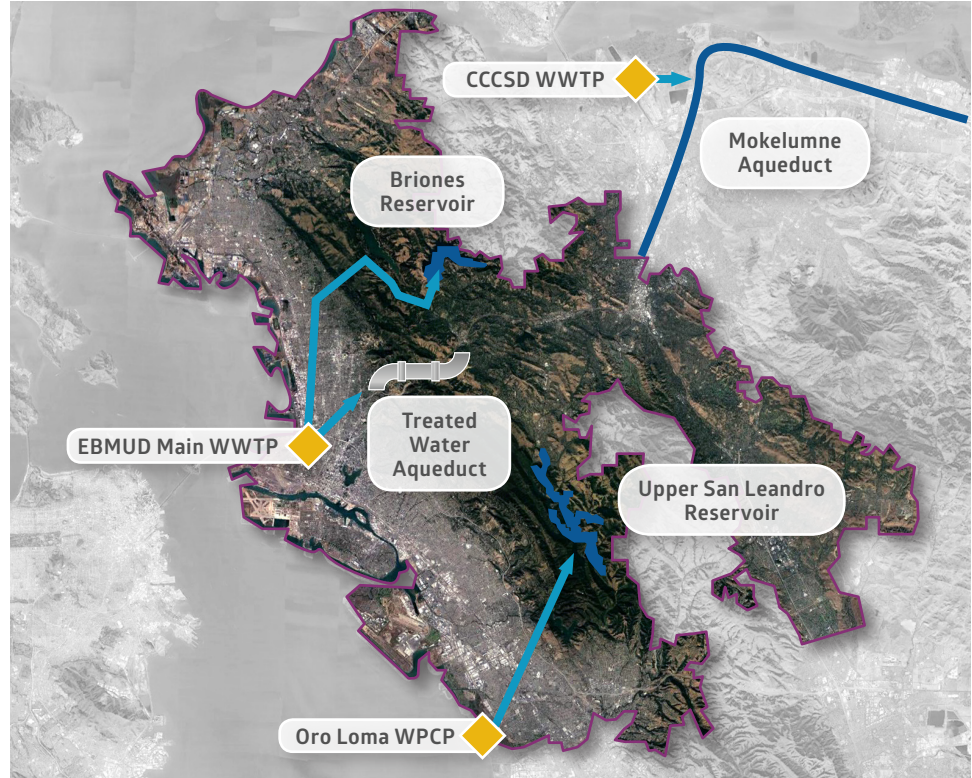 CCCSD WWTP
Mokelumne
Aqueduct
Briones
Reservoir
EBMUD Main WWTP
Treated
Water
Aqueduct
Upper San Leandro
Reservoir
Oro Loma WPCP